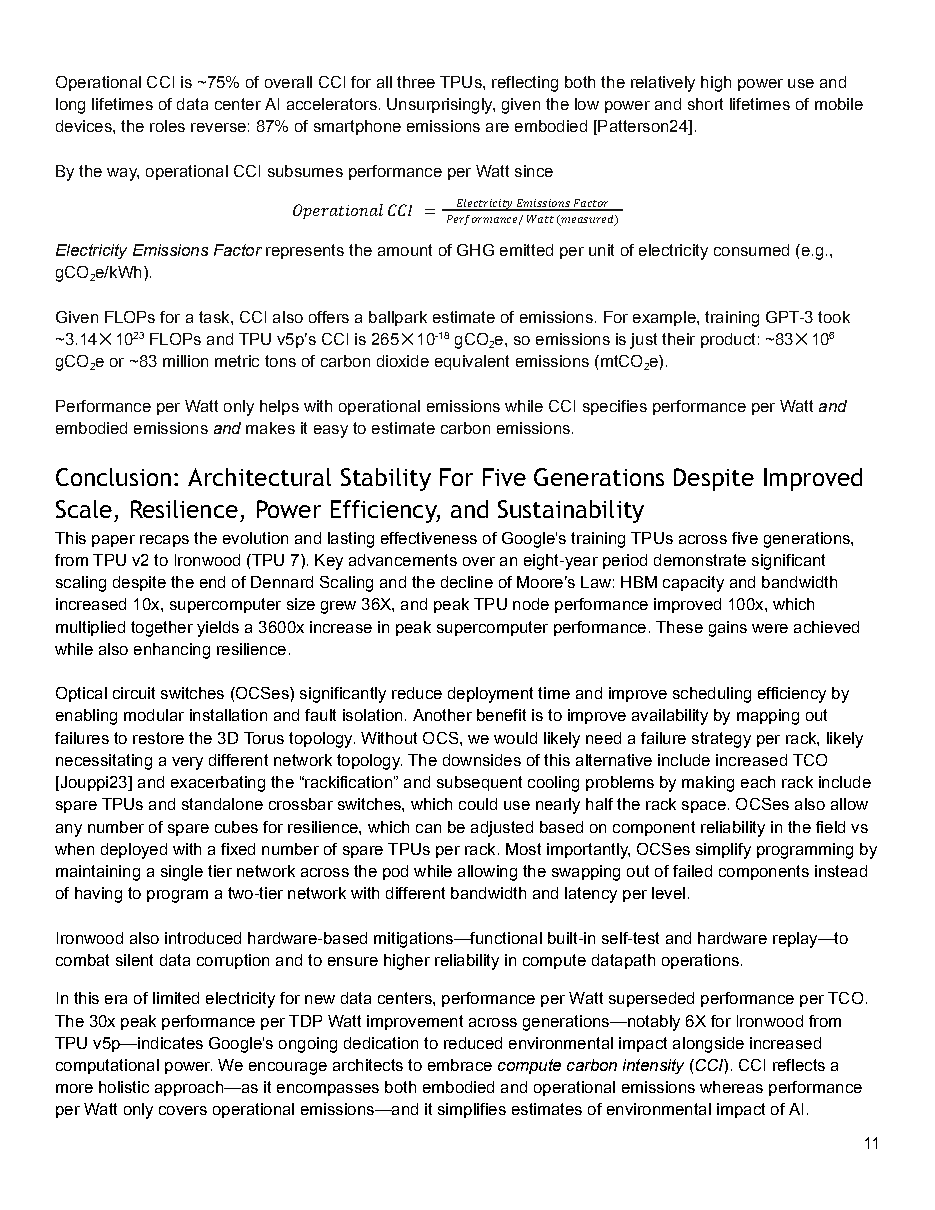 Operational CCI is ~75% of overall CCI for all three TPUs, reflecting both the relatively high power use and
long lifetimes of data center AI accelerators. Unsurprisingly, given the low power and short lifetimes of mobile
devices, the roles reverse: 87% of smartphone emissions are embodied [Patterson24].
By the way, operational CCI subsumes performance per Watt since
Operational CCI = Electricity Emissions Factor / Performance/Watt (measured)
Electricity Emissions Factor represents the amount of GHG emitted per unit of electricity consumed (e.g.,
gCO₂e/kWh).
Given FLOPs for a task, CCI also offers a ballpark estimate of emissions. For example, training GPT-3 took
~3.14×10²³ FLOPs and TPU v5p's CCI is 265×10⁻¹⁸ gCO₂e, so emissions is just their product: ~83×10⁶
gCO₂e or ~83 million metric tons of carbon dioxide equivalent emissions (mtCO₂e).
Performance per Watt only helps with operational emissions while CCI specifies performance per Watt and
embodied emissions and makes it easy to estimate carbon emissions.
Conclusion: Architectural Stability For Five Generations Despite Improved
Scale, Resilience, Power Efficiency, and Sustainability
This paper recaps the evolution and lasting effectiveness of Google's training TPUs across five generations,
from TPU v2 to Ironwood (TPU 7). Key advancements over an eight-year period demonstrate significant
scaling despite the end of Dennard Scaling and the decline of Moore's Law: HBM capacity and bandwidth
increased 10x, supercomputer size grew 36X, and peak TPU node performance improved 100x, which
multiplied together yields a 3600x increase in peak supercomputer performance. These gains were achieved
while also enhancing resilience.
Optical circuit switches (OCSes) significantly reduce deployment time and improve scheduling efficiency by
enabling modular installation and fault isolation. Another benefit is to improve availability by mapping out
failures to restore the 3D Torus topology. Without OCS, we would likely need a failure strategy per rack, likely
necessitating a very different network topology. The downsides of this alternative include increased TCO
[Jouppi23] and exacerbating the “rackification” and subsequent cooling problems by making each rack include
spare TPUs and standalone crossbar switches, which could use nearly half the rack space. OCSes also allow
any number of spare cubes for resilience, which can be adjusted based on component reliability in the field vs
when deployed with a fixed number of spare TPUs per rack. Most importantly, OCSes simplify programming by
maintaining a single tier network across the pod while allowing the swapping out of failed components instead
of having to program a two-tier network with different bandwidth and latency per level.
Ironwood also introduced hardware-based mitigations—functional built-in self-test and hardware replay—to
combat silent data corruption and to ensure higher reliability in compute datapath operations.
In this era of limited electricity for new data centers, performance per Watt superseded performance per TCO.
The 30x peak performance per TDP Watt improvement across generations—notably 6X for Ironwood from
TPU v5p—indicates Google's ongoing dedication to reduced environmental impact alongside increased
computational power. We encourage architects to embrace compute carbon intensity (CCI). CCI reflects a
more holistic approach—as it encompasses both embodied and operational emissions whereas performance
per Watt only covers operational emissions—and it simplifies estimates of environmental impact of AI.
11